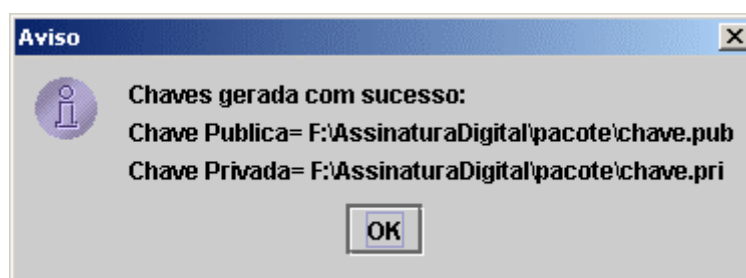 Aviso
Chaves gerada com sucesso:
Chave Publica= F:\AssinaturaDigital\pacote\chave.pub
Chave Privada= F:\AssinaturaDigital\pacote\chave.pri
OK